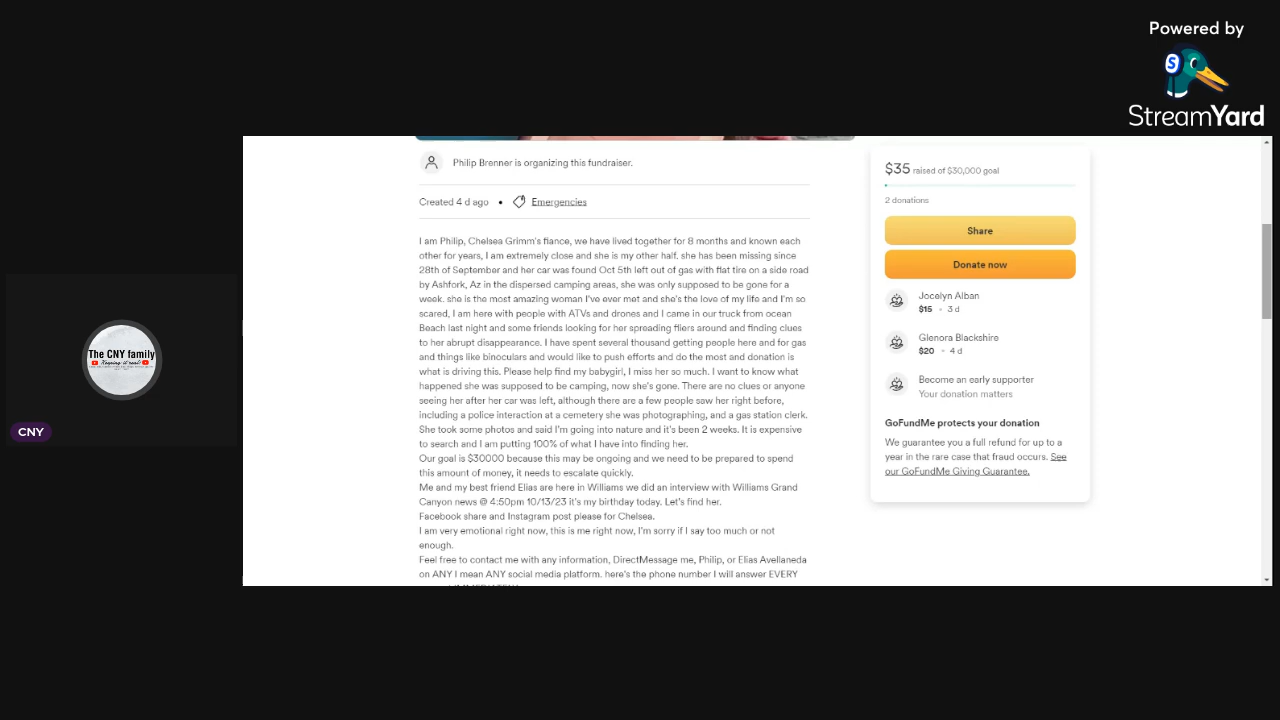 Powered by
StreamYard
Philip Brenner is organizing this fundraiser.
Created 4 d ago • Emergencies
I am Philip, Chelsea Grimm's fiance, we have lived together for 8 months and known each
other for years, I am extremely close and she is my other half. she has been missing since
28th of September and her car was found Oct 5th left out of gas with flat tire on a side road
by Ashfork, Az in the dispersed camping areas, she was only supposed to be gone for a
week. she is the most amazing woman I've ever met and she's the love of my life and I'm so
scared, I am here with people with ATVs and drones and I came in our truck from ocean
Beach last night and some friends looking for her spreading fliers around and finding clues
to her abrupt disappearance. I have spent several thousand getting people here and for gas
and things like binoculars and would like to push efforts and do the most and donation is
what is driving this. Please help find my babygirl, I miss her so much. I want to know what
happened she was supposed to be camping, now she's gone. There are no clues or anyone
seeing her after her car was left, although there are a few people saw her right before,
including a police interaction at a cemetery she was photographing, and a gas station clerk.
She took some photos and said I'm going into nature and it's been 2 weeks. It is expensive
to search and I am putting 100% of what I have into finding her.
Our goal is $30000 because this may be ongoing and we need to be prepared to spend
this amount of money, it needs to escalate quickly.
Me and my best friend Elias are here in Williams we did an interview with Williams Grand
Canyon news @ 4:50pm 10/13/23 it's my birthday today. Let's find her.
Facebook share and Instagram post please for Chelsea.
I am very emotional right now, this is me right now, I'm sorry if I say too much or not
enough.
Feel free to contact me with any information, DirectMessage me, Philip, or Elias Avellaneda
on ANY I mean ANY social media platform. here's the phone number I will answer EVERY
$35 raised of $30,000 goal
2 donations
Share
Donate now
Jocelyn Alban
$15 • 3 d
Glenora Blackshire
$20 • 4 d
Become an early supporter
Your donation matters
GoFundMe protects your donation
We guarantee you a full refund for up to a
year in the rare case that fraud occurs. See
our GoFundMe Giving Guarantee.
The CNY family
CNY